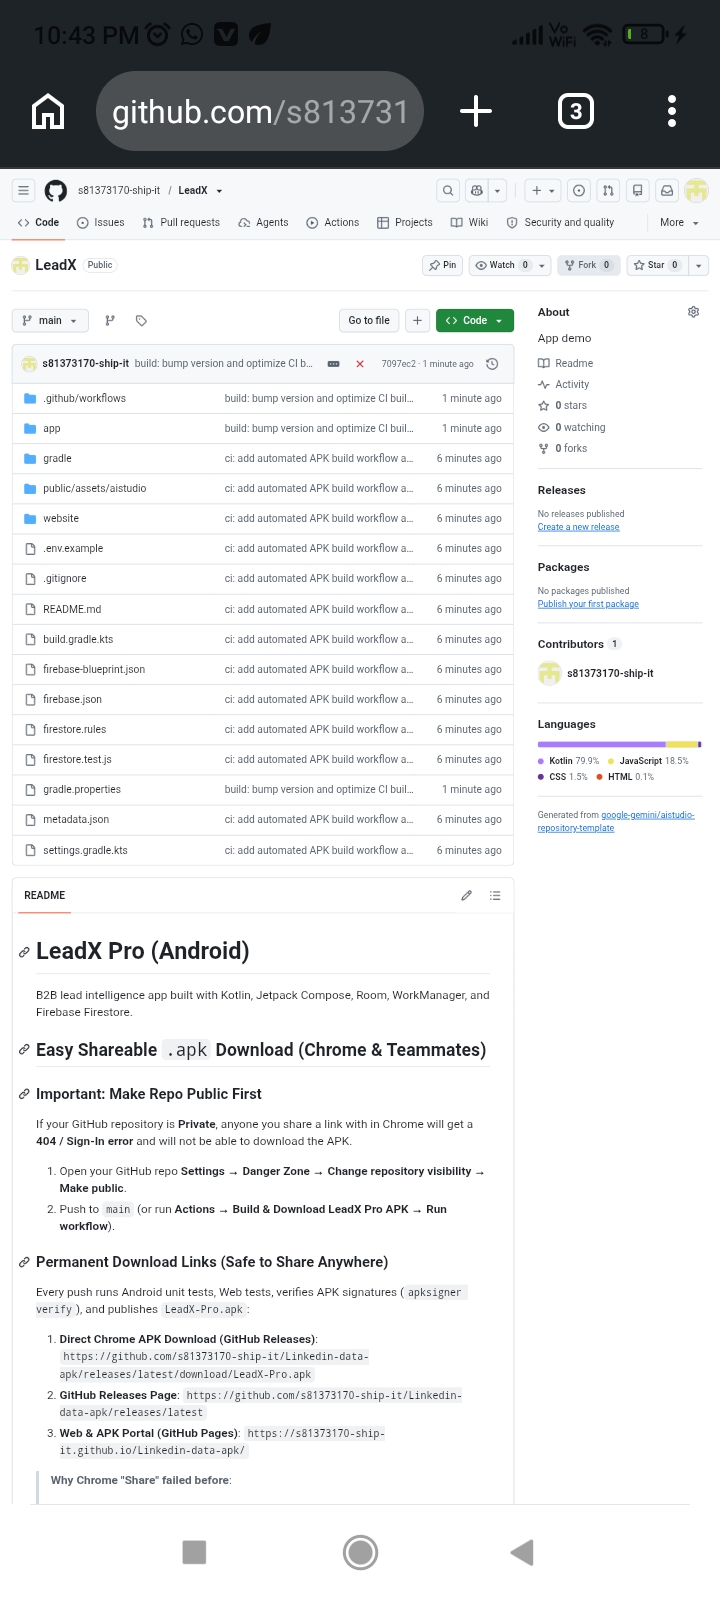 10:43 PM
Vo WiFi 8
github.com/s813731
3
s81373170-ship-it / LeadX
Code Issues Pull requests Agents Actions Projects Wiki Security and quality More
LeadX Public Pin Watch 0 Fork 0 Star 0
main Go to file Code
s81373170-ship-it build: bump version and optimize CI b... 7097ec2 · 1 minute ago
.github/workflows build: bump version and optimize CI buil... 1 minute ago
app build: bump version and optimize CI buil... 1 minute ago
gradle ci: add automated APK build workflow a... 6 minutes ago
public/assets/aistudio ci: add automated APK build workflow a... 6 minutes ago
website ci: add automated APK build workflow a... 6 minutes ago
.env.example ci: add automated APK build workflow a... 6 minutes ago
.gitignore ci: add automated APK build workflow a... 6 minutes ago
README.md ci: add automated APK build workflow a... 6 minutes ago
build.gradle.kts ci: add automated APK build workflow a... 6 minutes ago
firebase-blueprint.json ci: add automated APK build workflow a... 6 minutes ago
firebase.json ci: add automated APK build workflow a... 6 minutes ago
firestore.rules ci: add automated APK build workflow a... 6 minutes ago
firestore.test.js ci: add automated APK build workflow a... 6 minutes ago
gradle.properties build: bump version and optimize CI buil... 1 minute ago
metadata.json ci: add automated APK build workflow a... 6 minutes ago
settings.gradle.kts ci: add automated APK build workflow a... 6 minutes ago
About
App demo
Readme
Activity
0 stars
0 watching
0 forks
Releases
No releases published
Create a new release
Packages
No packages published
Publish your first package
Contributors 1
s81373170-ship-it
Languages
Kotlin 79.9% JavaScript 18.5%
CSS 1.5% HTML 0.1%
Generated from google-gemini/aistudio-
repository-template
README
LeadX Pro (Android)
B2B lead intelligence app built with Kotlin, Jetpack Compose, Room, WorkManager, and
Firebase Firestore.
Easy Shareable .apk Download (Chrome & Teammates)
Important: Make Repo Public First
If your GitHub repository is Private, anyone you share a link with in Chrome will get a
404 / Sign-In error and will not be able to download the APK.
1. Open your GitHub repo Settings → Danger Zone → Change repository visibility →
Make public.
2. Push to main (or run Actions → Build & Download LeadX Pro APK → Run
workflow).
Permanent Download Links (Safe to Share Anywhere)
Every push runs Android unit tests, Web tests, verifies APK signatures ( apksigner
verify ), and publishes LeadX-Pro.apk :
1. Direct Chrome APK Download (GitHub Releases):
https://github.com/s81373170-ship-it/Linkedin-data-
apk/releases/latest/download/LeadX-Pro.apk
2. GitHub Releases Page: https://github.com/s81373170-ship-it/Linkedin-
data-apk/releases/latest
3. Web & APK Portal (GitHub Pages): https://s81373170-ship-
it.github.io/Linkedin-data-apk/
Why Chrome "Share" failed before: